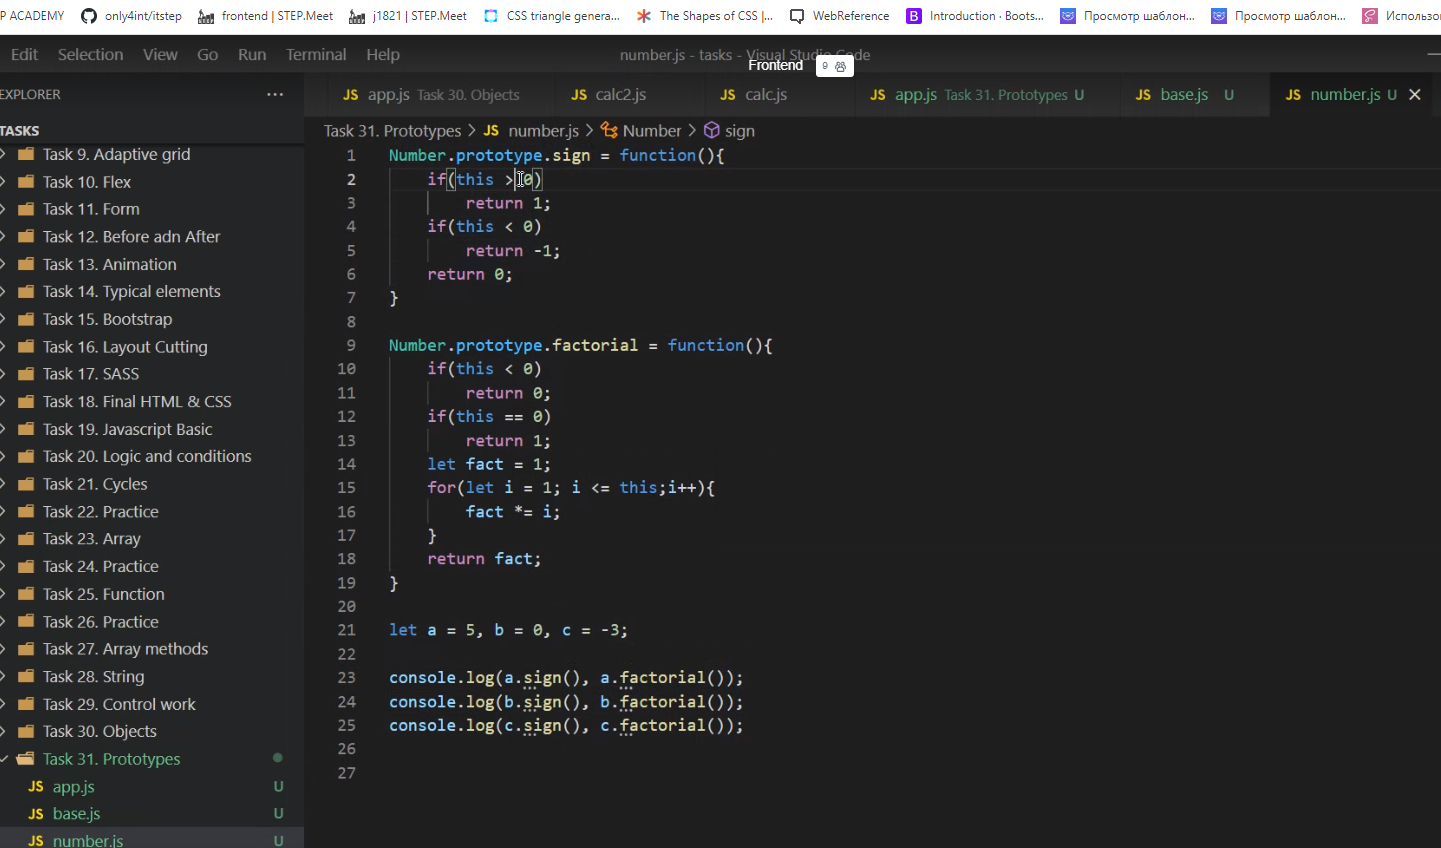 P ACADEMY only4int/itstep frontend | STEP.Meet j1821 | STEP.Meet CSS triangle genera... The Shapes of CSS |... WebReference Introduction · Boots... Просмотр шаблон... Просмотр шаблон... Использо
Edit Selection View Go Run Terminal Help number.js - tasks - Visual Studio Code
Frontend 9
EXPLORER ...
JS app.js Task 30. Objects JS calc2.js JS calc.js JS app.js Task 31. Prototypes U JS base.js U JS number.js U
TASKS
Task 9. Adaptive grid
Task 10. Flex
Task 11. Form
Task 12. Before adn After
Task 13. Animation
Task 14. Typical elements
Task 15. Bootstrap
Task 16. Layout Cutting
Task 17. SASS
Task 18. Final HTML & CSS
Task 19. Javascript Basic
Task 20. Logic and conditions
Task 21. Cycles
Task 22. Practice
Task 23. Array
Task 24. Practice
Task 25. Function
Task 26. Practice
Task 27. Array methods
Task 28. String
Task 29. Control work
Task 30. Objects
Task 31. Prototypes
JS app.js U
JS base.js U
JS number.js U
Task 31. Prototypes > JS number.js > Number > sign
1 Number.prototype.sign = function(){
2 if(this > 0)
3 return 1;
4 if(this < 0)
5 return -1;
6 return 0;
7 }
8
9 Number.prototype.factorial = function(){
10 if(this < 0)
11 return 0;
12 if(this == 0)
13 return 1;
14 let fact = 1;
15 for(let i = 1; i <= this;i++){
16 fact *= i;
17 }
18 return fact;
19 }
20
21 let a = 5, b = 0, c = -3;
22
23 console.log(a.sign(), a.factorial());
24 console.log(b.sign(), b.factorial());
25 console.log(c.sign(), c.factorial());
26
27